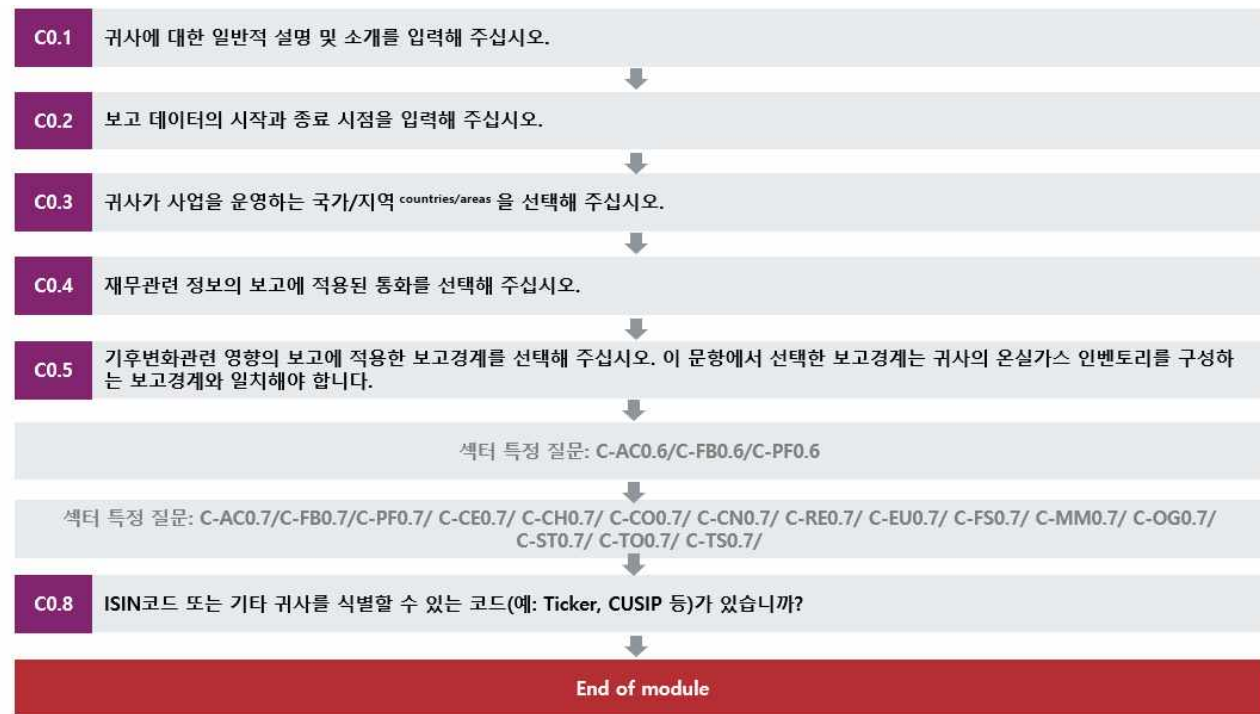 C0.1 귀사에 대한 일반적 설명 및 소개를 입력해 주십시오.
C0.2 보고 데이터의 시작과 종료 시점을 입력해 주십시오.
C0.3 귀사가 사업을 운영하는 국가/지역 countries/areas 을 선택해 주십시오.
C0.4 재무관련 정보의 보고에 적용된 통화를 선택해 주십시오.
C0.5 기후변화관련 영향의 보고에 적용한 보고경계를 선택해 주십시오. 이 문항에서 선택한 보고경계는 귀사의 온실가스 인벤토리를 구성하
는 보고경계와 일치해야 합니다.
섹터 특정 질문: C-AC0.6/C-FB0.6/C-PF0.6
섹터 특정 질문: C-AC0.7/C-FB0.7/C-PF0.7/ C-CE0.7/ C-CH0.7/ C-CO0.7/ C-CN0.7/ C-RE0.7/ C-EU0.7/ C-FS0.7/ C-MM0.7/ C-OG0.7/
C-ST0.7/ C-TO0.7/ C-TS0.7/
C0.8 ISIN코드 또는 기타 귀사를 식별할 수 있는 코드(예: Ticker, CUSIP 등)가 있습니까?
End of module